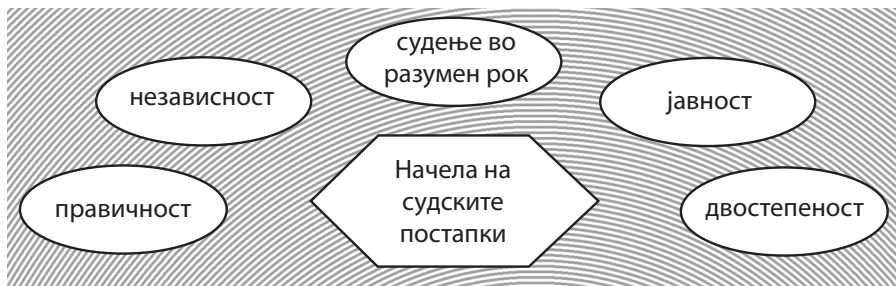 судење во
разумен рок
независност
јавност
правичност
Начела на
судските
постапки
двостепеност